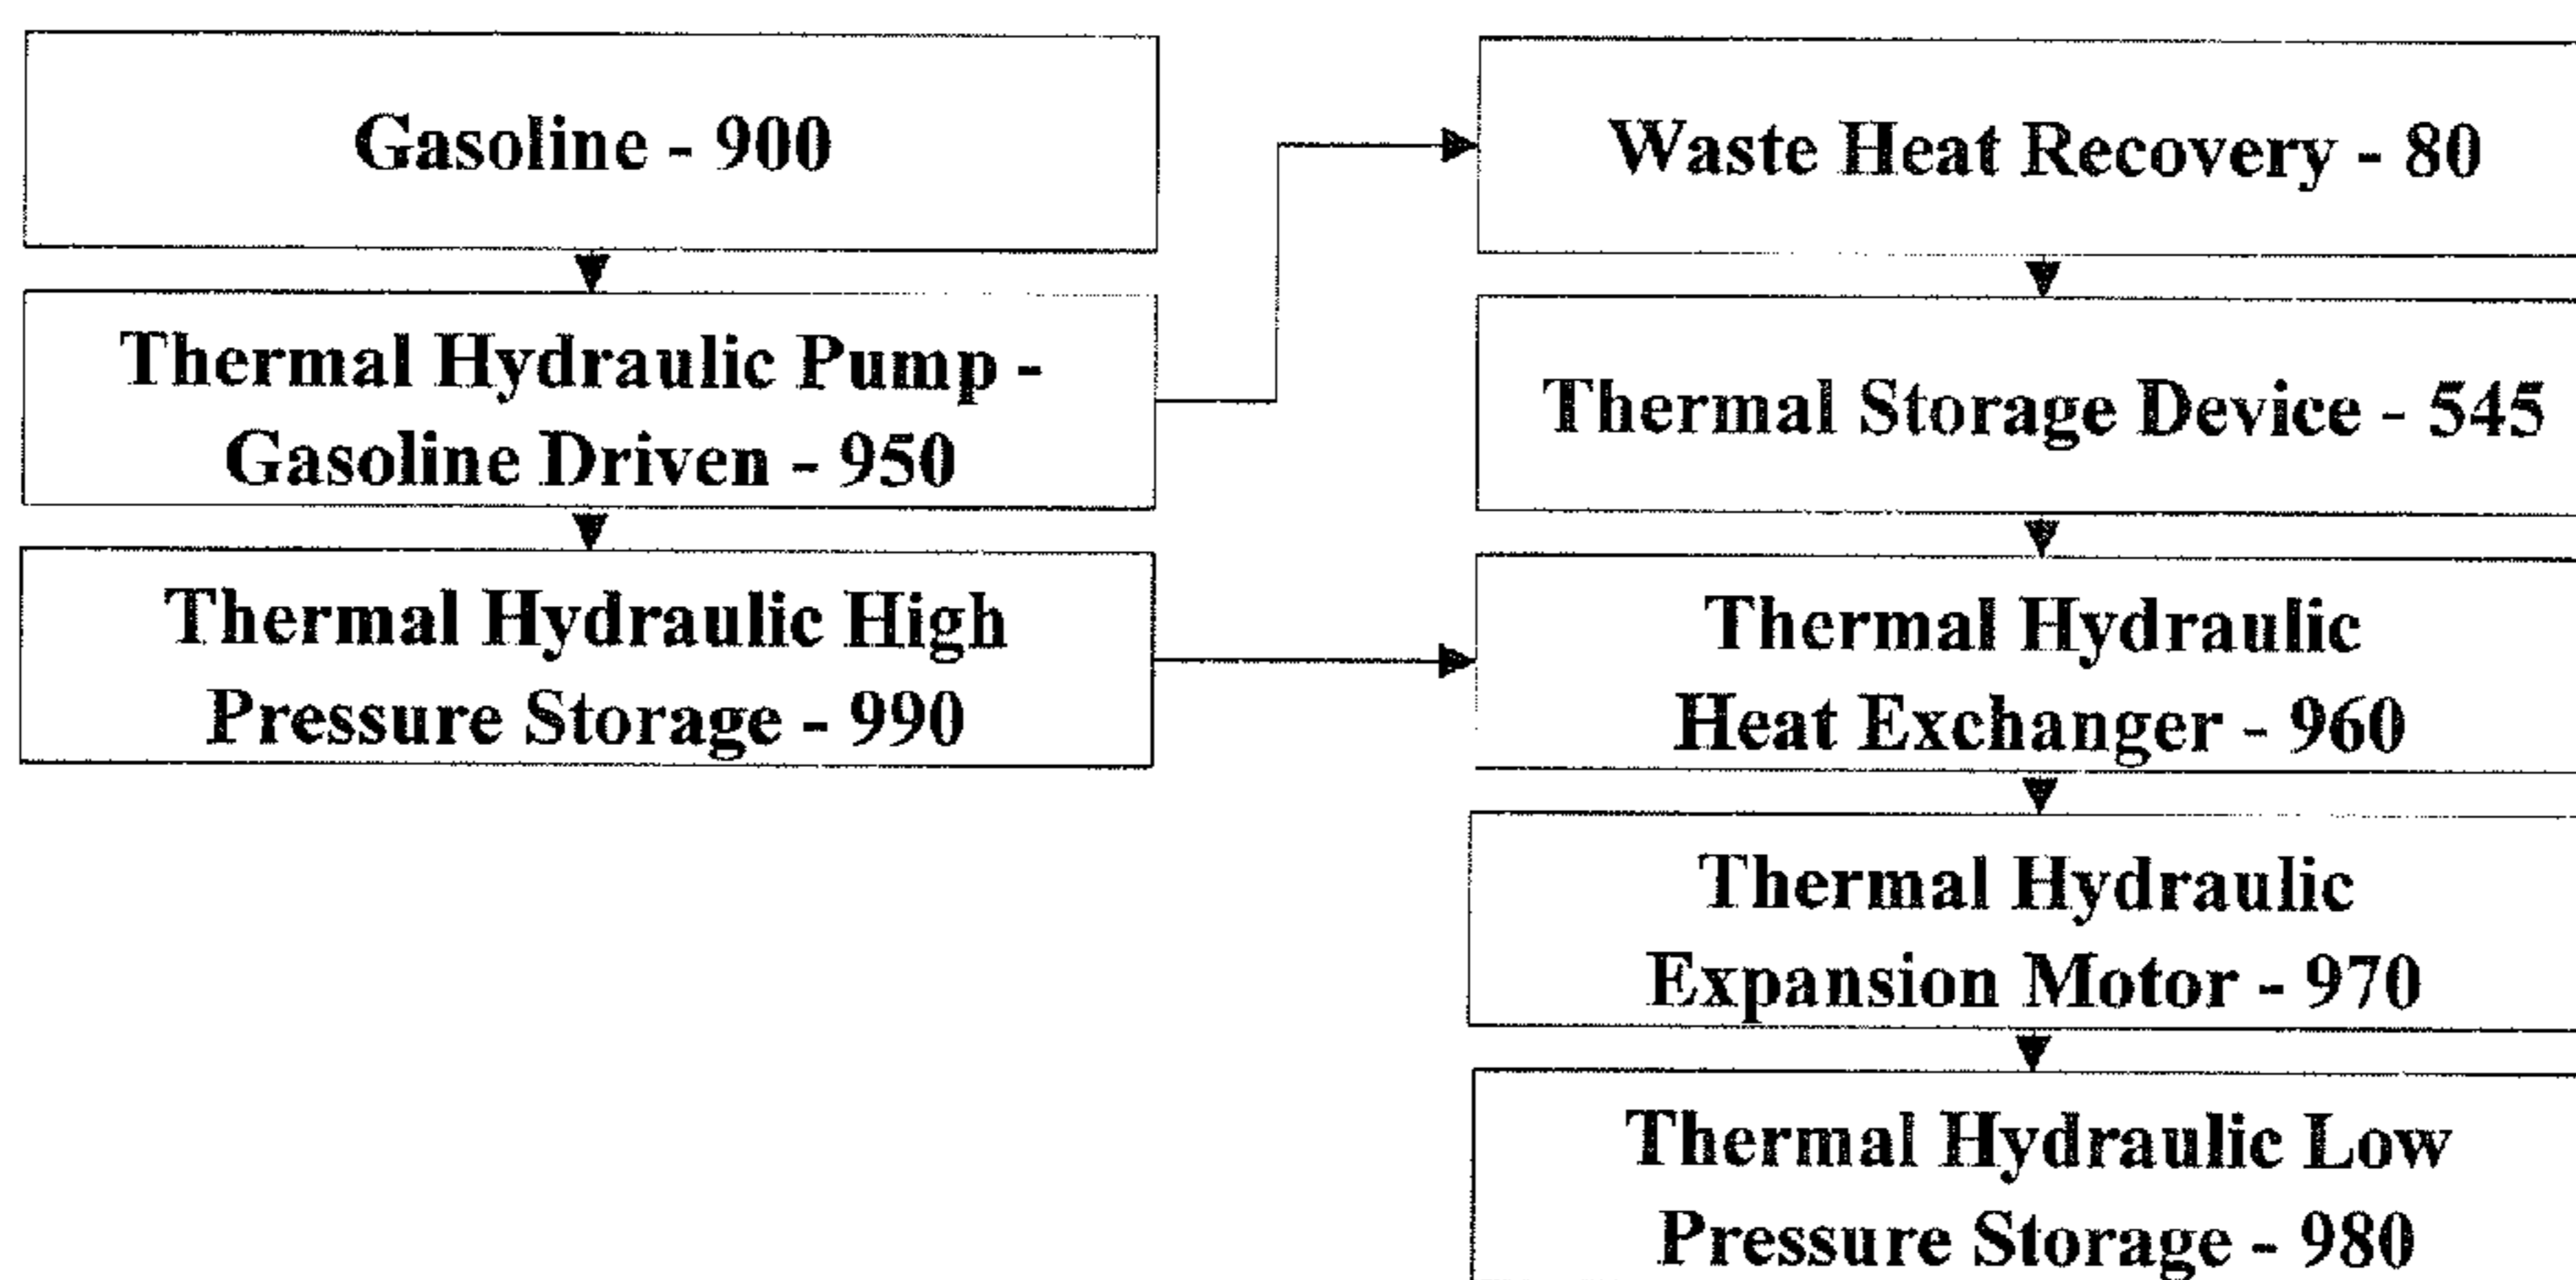 Gasoline - 900
Thermal Hydraulic Pump -
Gasoline Driven - 950
Thermal Hydraulic High
Pressure Storage - 990
Waste Heat Recovery - 80
Thermal Storage Device - 545
Thermal Hydraulic
Heat Exchanger - 960
Thermal Hydraulic
Expansion Motor - 970
Thermal Hydraulic Low
Pressure Storage - 980